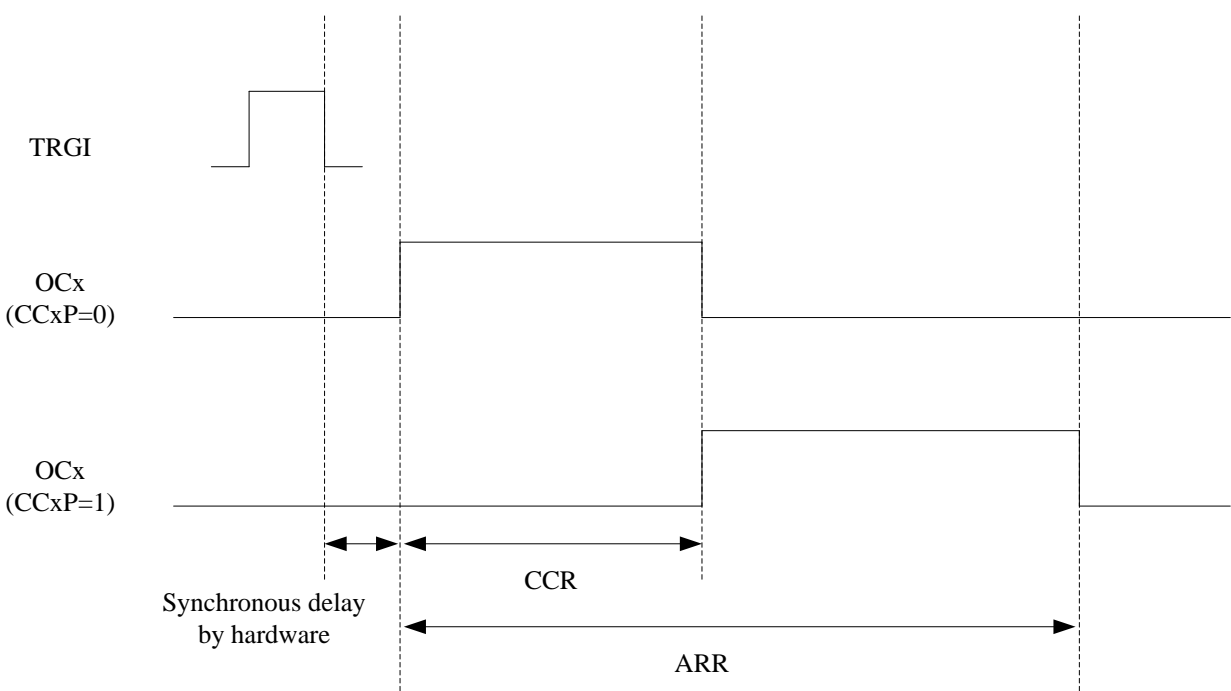 TRGI
OCx
(CCxP=0)
OCx
(CCxP=1)
CCR
Synchronous delay
by hardware
ARR